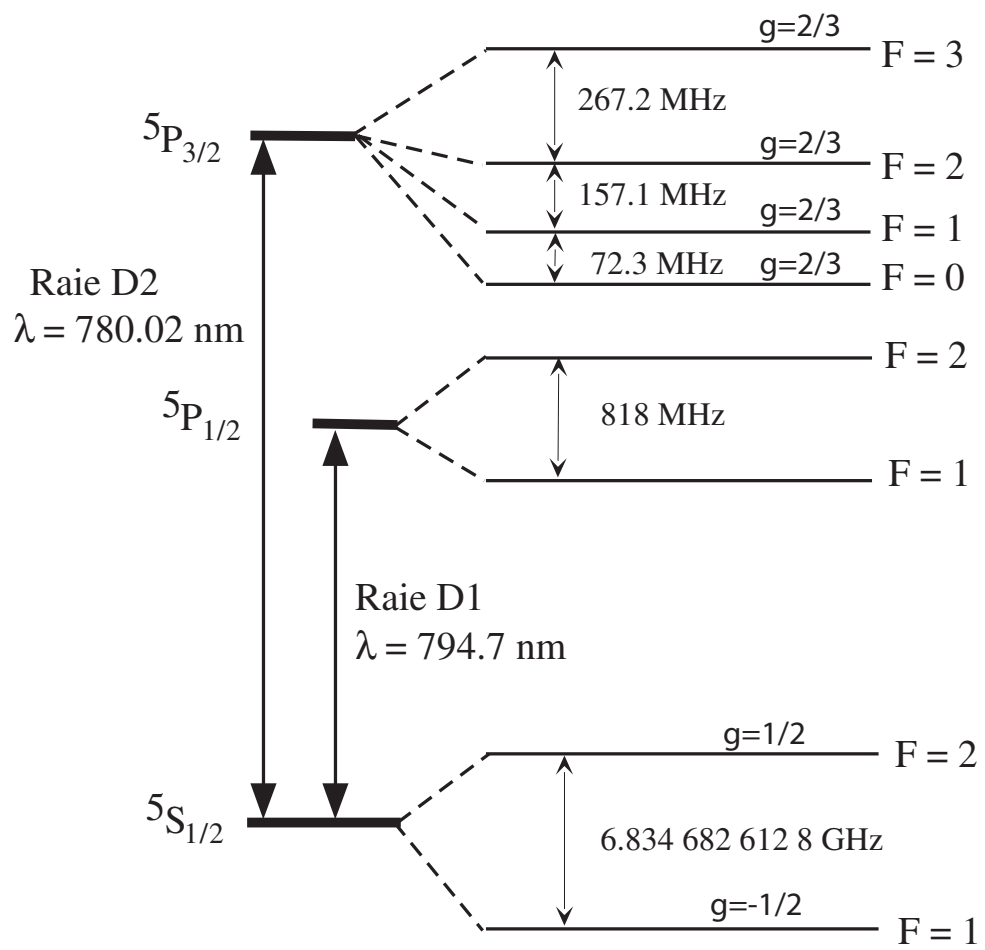 g=2/3
F = 3
267.2 MHz
⁵P₃/₂
g=2/3
F = 2
157.1 MHz
g=2/3
F = 1
72.3 MHz
g=2/3
F = 0
Raie D2
λ = 780.02 nm
F = 2
⁵P₁/₂
818 MHz
F = 1
Raie D1
λ = 794.7 nm
g=1/2
F = 2
⁵S₁/₂
6.834 682 612 8 GHz
g=-1/2
F = 1